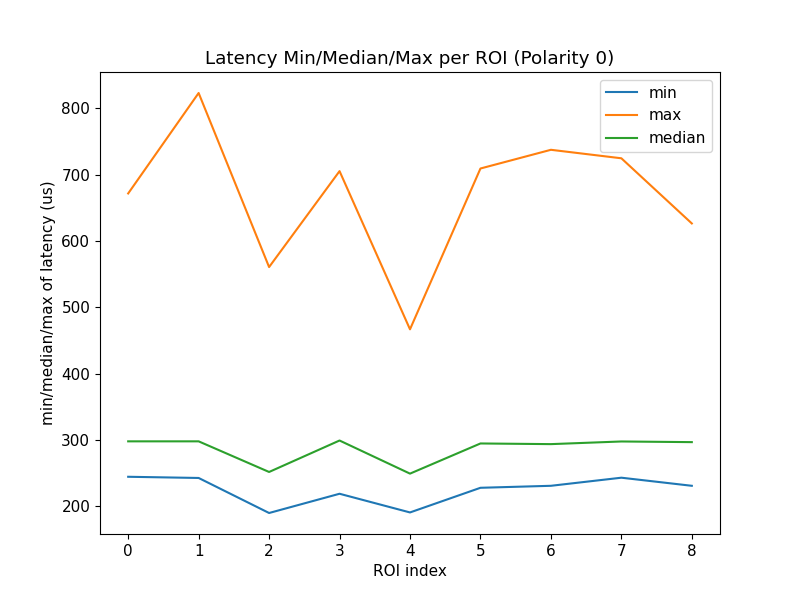 Latency Min/Median/Max per ROI (Polarity 0)
min
max
median
min/median/max of latency (us)
800
700
600
500
400
300
200
0 1 2 3 4 5 6 7 8
ROI index